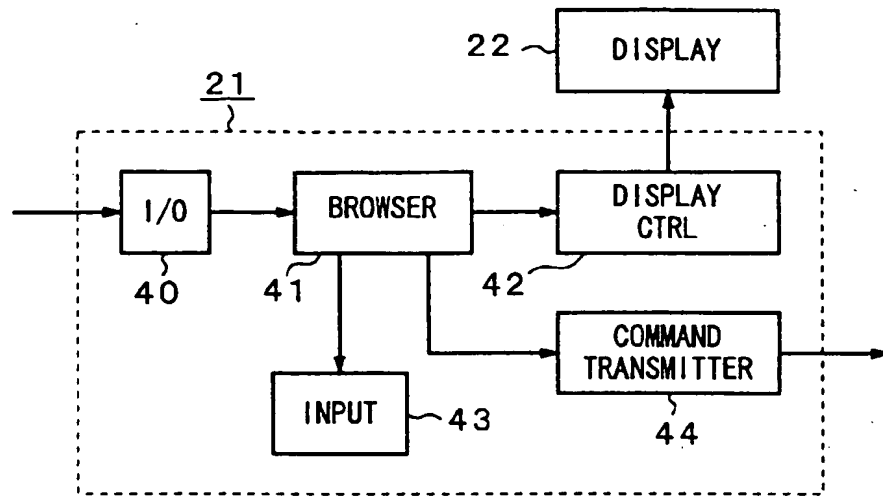 22
DISPLAY
21
I/O
BROWSER
DISPLAY
CTRL
40
41
42
COMMAND
TRANSMITTER
INPUT
43
44